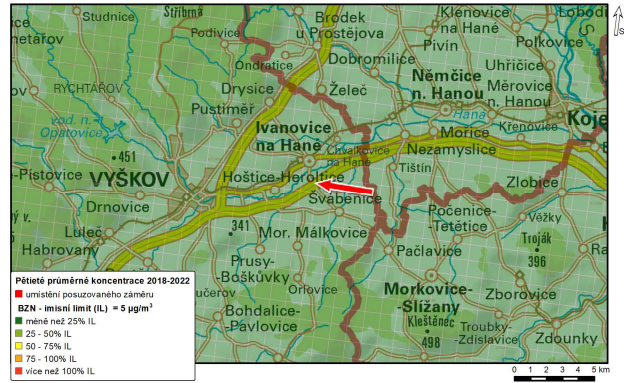 Studnice
Stříbrná
Brodek
u Prostějova
Klenovice
na Hané
Lobod
Podivice
Pivín
Polkovice
Ondratice
Dobromilice
Uhřičice
Drysice
Želeč
Němčice
n. Hanou
Měrovice
n. Hanou
RYCHTÁŘOV
Pustiměř
Hana
Koje
vod. n.
Opatovice
Ivanovice
na Hané
Mořice
Křenovice
451
Chvalkovice
na Hané
Nezamyslice
-Pístovice
VYŠKOV
Hoštice-Heroltice
Tištín
Zlobice
Drnovice
Švábenice
Počenice-
Tetětice
Věžky
Luleč
341
Mor. Málkovice
Troják
396
Habrovany
Pačlavice
Prusy-
Boškůvky
Morkovice-
Slížany
Zborovice
Orlovice
Kleštěnec
498
Troubky-
Zdislavice
Zdounky
Bohdalice-
Pavlovice
Pětileté průměrné koncentrace 2018-2022
umístění posuzovaného záměru
BZN - imisní limit (IL) = 5 µg/m³
méně než 25% IL
25 - 50% IL
50 - 75% IL
75 - 100% IL
více než 100% IL
S
0 1 2 3 4 5 km